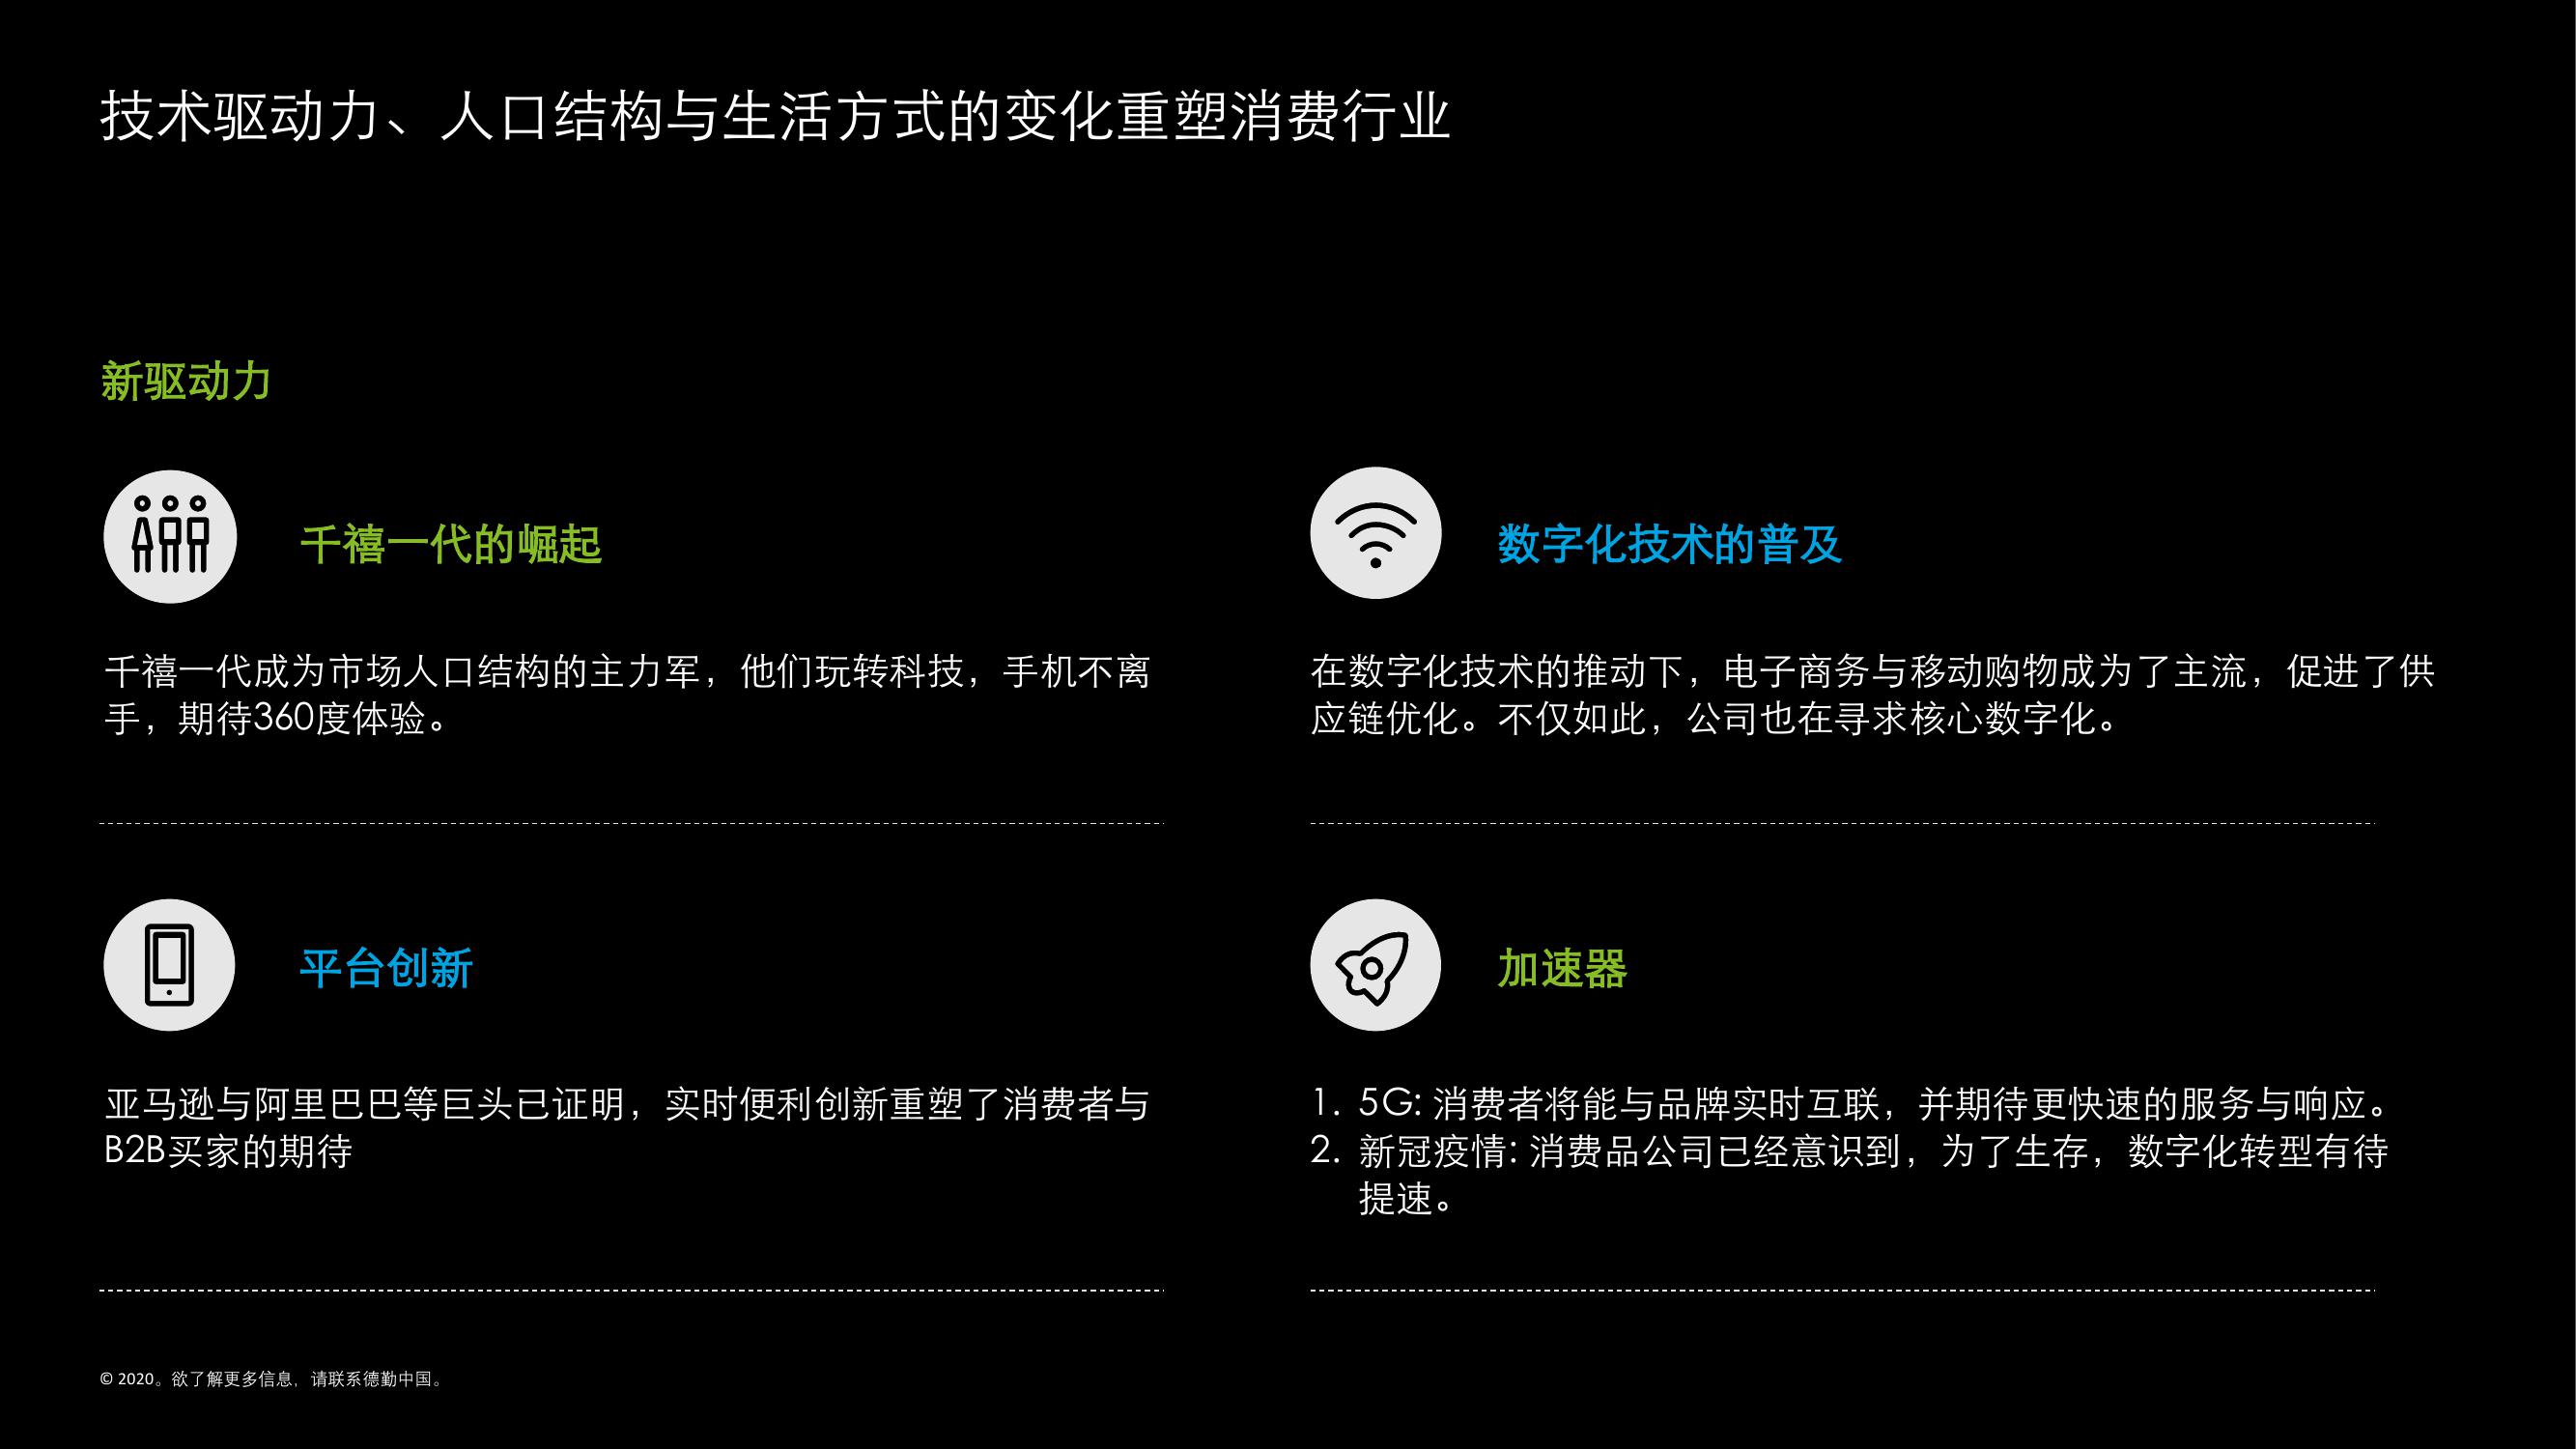 技术驱动力、人口结构与生活方式的变化重塑消费行业
新驱动力
千禧一代的崛起
千禧一代成为市场人口结构的主力军，他们玩转科技，手机不离
手，期待360度体验。
数字化技术的普及
在数字化技术的推动下，电子商务与移动购物成为了主流，促进了供
应链优化。不仅如此，公司也在寻求核心数字化。
平台创新
亚马逊与阿里巴巴等巨头已证明，实时便利创新重塑了消费者与
B2B买家的期待
加速器
1. 5G: 消费者将能与品牌实时互联，并期待更快速的服务与响应。
2. 新冠疫情: 消费品公司已经意识到，为了生存，数字化转型有待
提速。
© 2020。欲了解更多信息，请联系德勤中国。